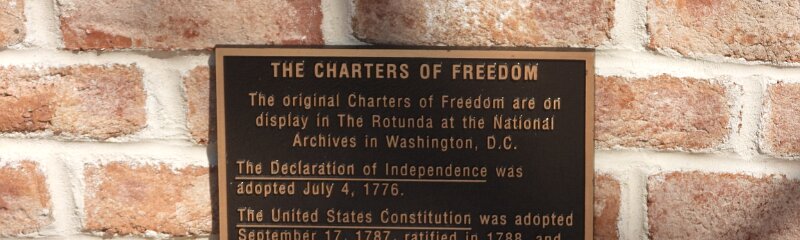 THE CHARTERS OF FREEDOM
The original Charters of Freedom are on
display in The Rotunda at the National
Archives in Washington, D.C.
The Declaration of Independence was
adopted July 4, 1776.
The United States Constitution was adopted
September 17, 1787, ratified in 1788, and